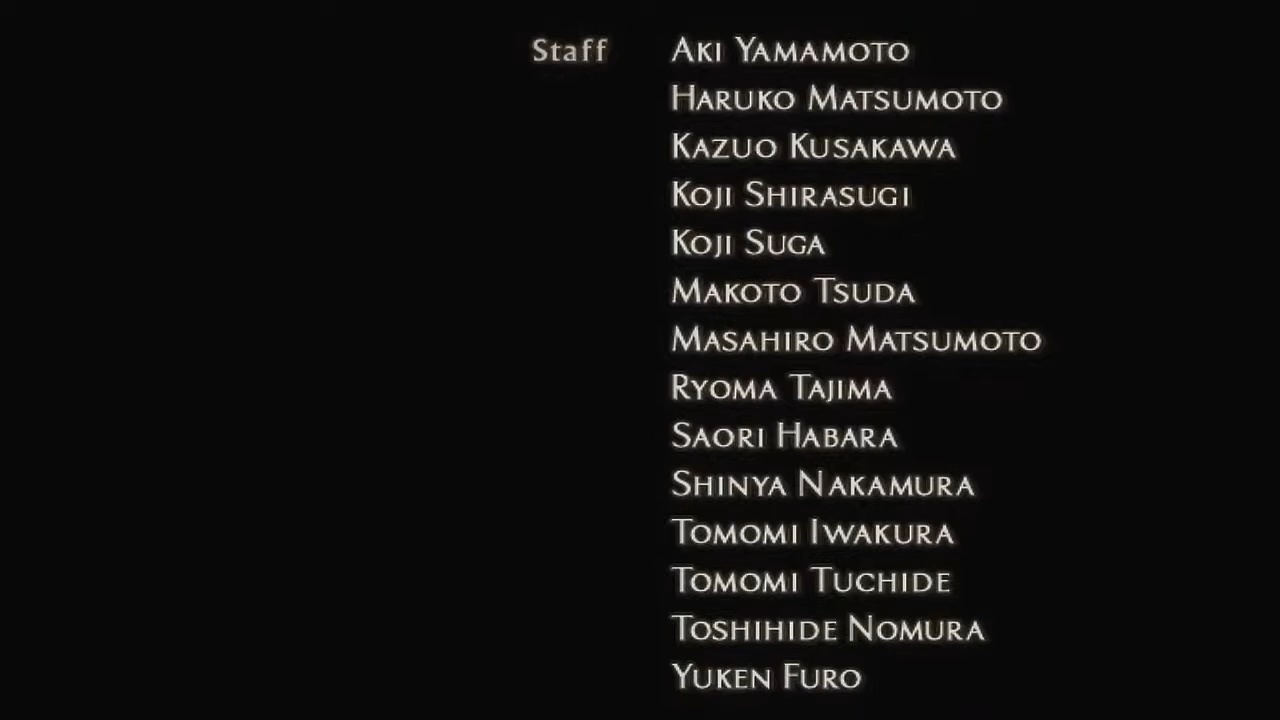 Staff AKI YAMAMOTO
HARUKO MATSUMOTO
KAZUO KUSAKAWA
KOJI SHIRASUGI
KOJI SUGA
MAKOTO TSUDA
MASAHIRO MATSUMOTO
RYOMA TAJIMA
SAORI HABARA
SHINYA NAKAMURA
TOMOMI IWAKURA
TOMOMI TUCHIDE
TOSHIHIDE NOMURA
YUKEN FURO